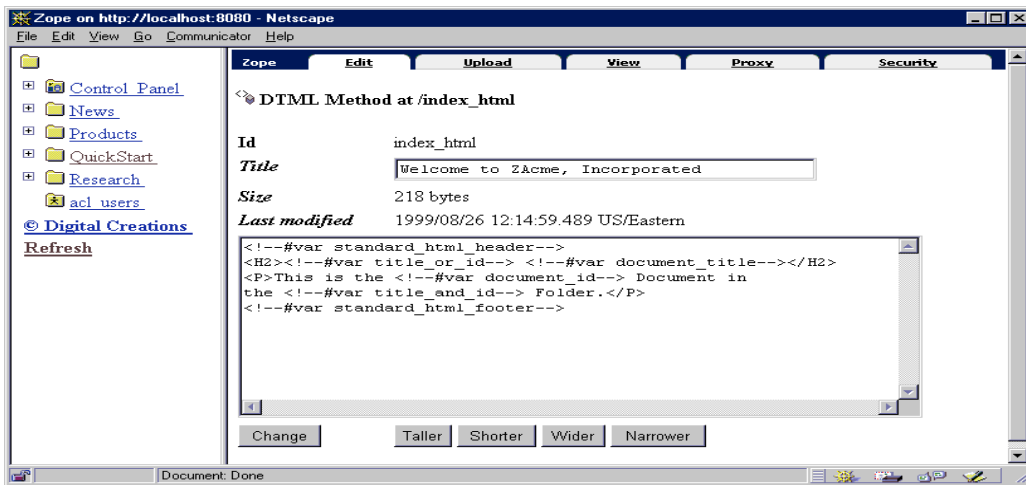 Zope on http://localhost:8080 - Netscape
File Edit View Go Communicator Help
Control Panel
News
Products
QuickStart
Research
acl_users
© Digital Creations
Refresh
Zope Edit Upload View Proxy Security
DTML Method at /index_html
Id index_html
Title Welcome to ZAcme, Incorporated
Size 218 bytes
Last modified 1999/08/26 12:14:59.489 US/Eastern
<!--#var standard_html_header-->
<H2><!--#var title_or_id--> <!--#var document_title--></H2>
<P>This is the <!--#var document_id--> Document in
the <!--#var title_and_id--> Folder.</P>
<!--#var standard_html_footer-->
Change Taller Shorter Wider Narrower
Document: Done